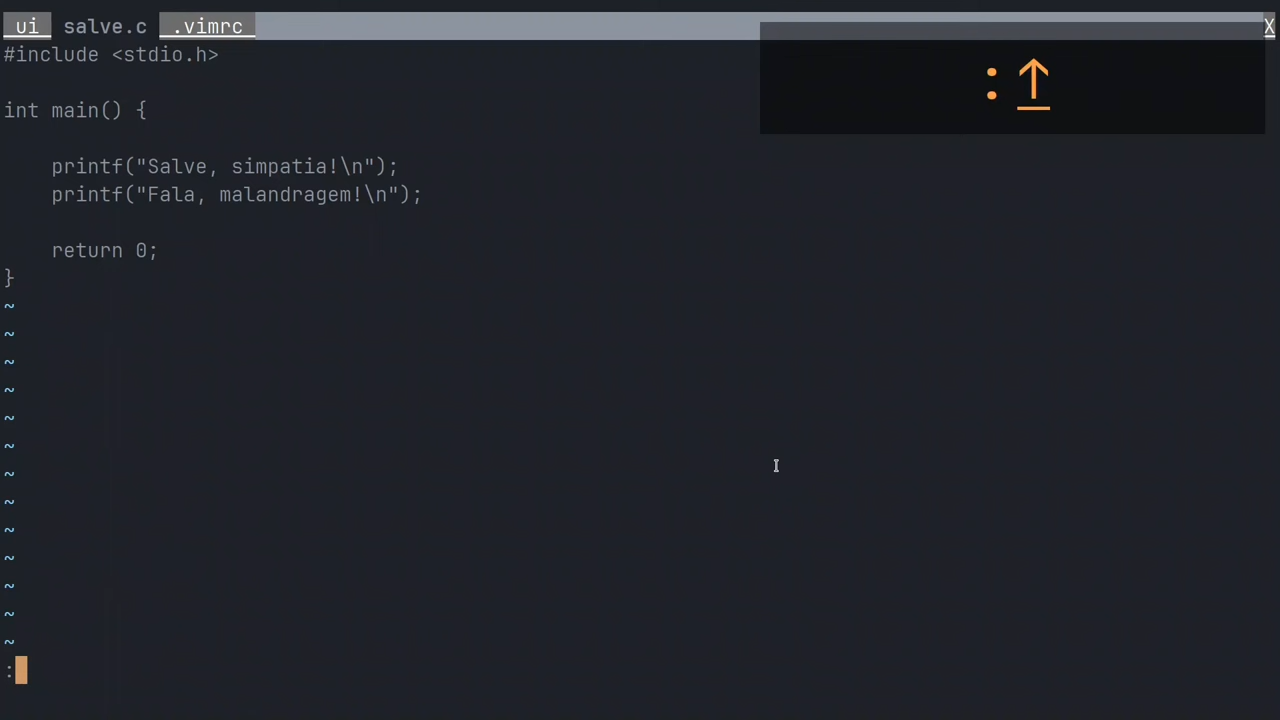 ui salve.c .vimrc X
:↑
#include <stdio.h>
int main() {
printf("Salve, simpatia!\n");
printf("Fala, malandragem!\n");
return 0;
}
~
~
~
~
~
~
~
~
~
~
~
~
~
: